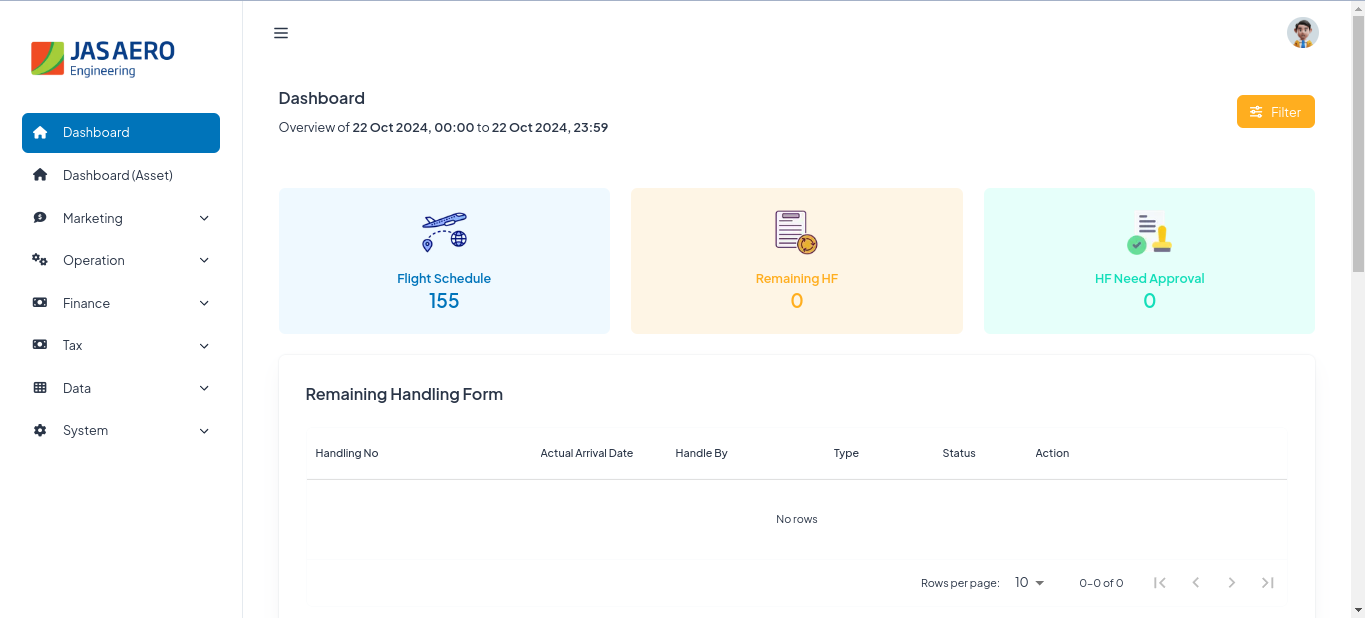 JAS AERO
Engineering
Dashboard
Dashboard (Asset)
Marketing
Operation
Finance
Tax
Data
System
Dashboard
Overview of 22 Oct 2024, 00:00 to 22 Oct 2024, 23:59
Filter
Flight Schedule
155
Remaining HF
0
HF Need Approval
0
Remaining Handling Form
Handling No Actual Arrival Date Handle By Type Status Action
No rows
Rows per page: 10 0–0 of 0